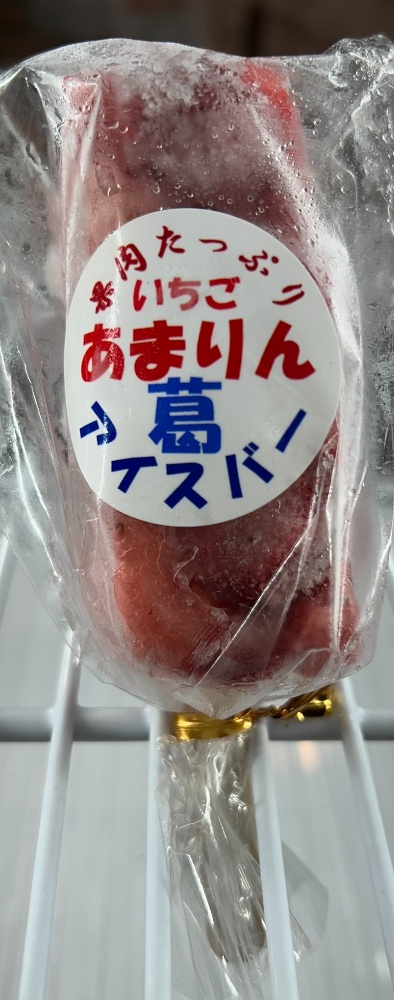 果肉たっぷり
いちご
あまりん
葛
アイスバー